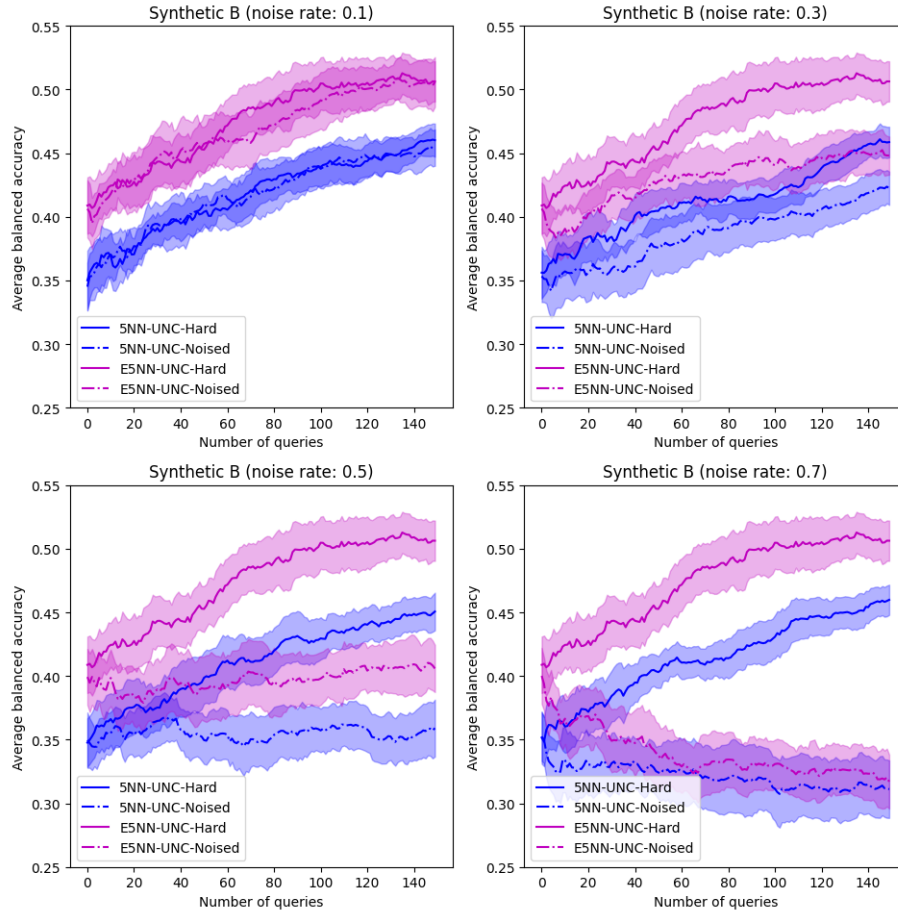 Synthetic B (noise rate: 0.1)
Average balanced accuracy
0.55
0.50
0.45
0.40
0.35
0.30
0.25
5NN-UNC-Hard
5NN-UNC-Noised
E5NN-UNC-Hard
E5NN-UNC-Noised
0 20 40 60 80 100 120 140
Number of queries
Synthetic B (noise rate: 0.3)
Average balanced accuracy
0.55
0.50
0.45
0.40
0.35
0.30
0.25
5NN-UNC-Hard
5NN-UNC-Noised
E5NN-UNC-Hard
E5NN-UNC-Noised
0 20 40 60 80 100 120 140
Number of queries
Synthetic B (noise rate: 0.5)
Average balanced accuracy
0.55
0.50
0.45
0.40
0.35
0.30
0.25
5NN-UNC-Hard
5NN-UNC-Noised
E5NN-UNC-Hard
E5NN-UNC-Noised
0 20 40 60 80 100 120 140
Number of queries
Synthetic B (noise rate: 0.7)
Average balanced accuracy
0.55
0.50
0.45
0.40
0.35
0.30
0.25
5NN-UNC-Hard
5NN-UNC-Noised
E5NN-UNC-Hard
E5NN-UNC-Noised
0 20 40 60 80 100 120 140
Number of queries